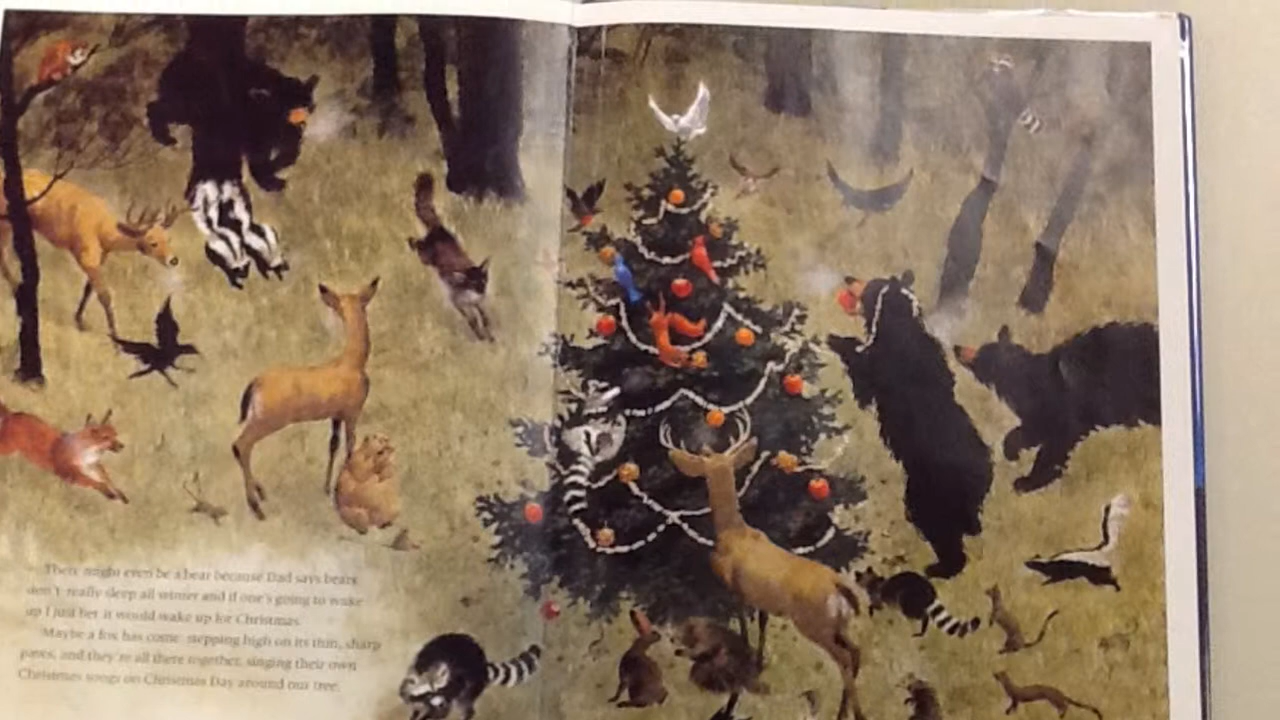 There might even be a bear because Dad says bears
don't really sleep all winter and if one's going to wake
up I just bet it would wake up for Christmas.
Maybe a fox has come stepping high on its thin, sharp
paws, and they're all there together, singing their own
Christmas songs on Christmas Day around our tree.